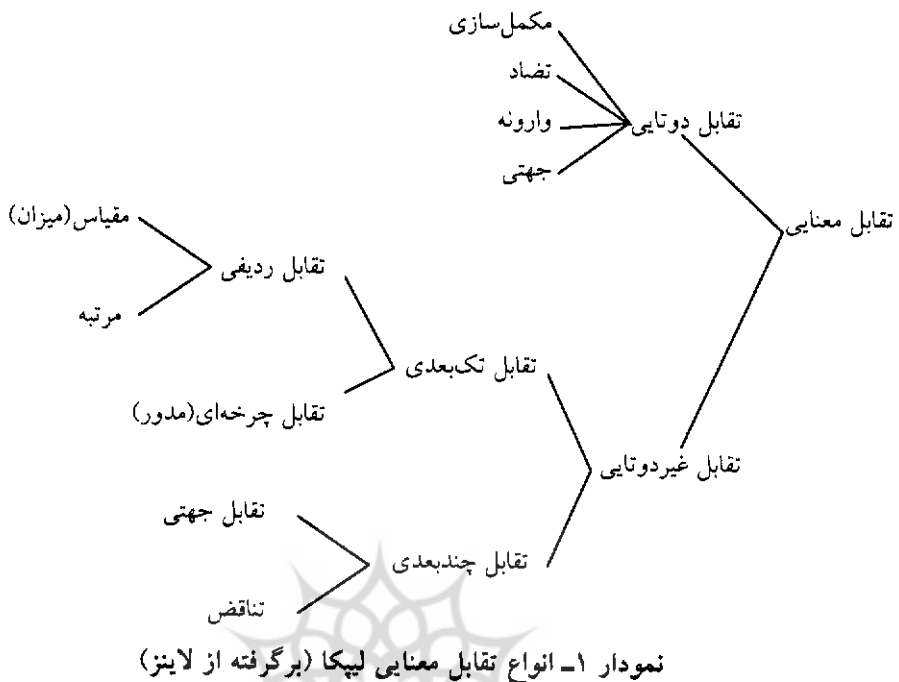 مکمل‌سازی
تضاد
تقابل دوتایی
وارونه
جهتی
تقابل معنایی
مقیاس(میزان)
تقابل ردیفی
مرتبه
تقابل تک‌بعدی
تقابل چرخه‌ای(مدور)
تقابل غیردوتایی
تقابل جهتی
تقابل چندبعدی
تناقض
نمودار ۱ــ انواع تقابل معنایی لیپکا (برگرفته از لاینز)